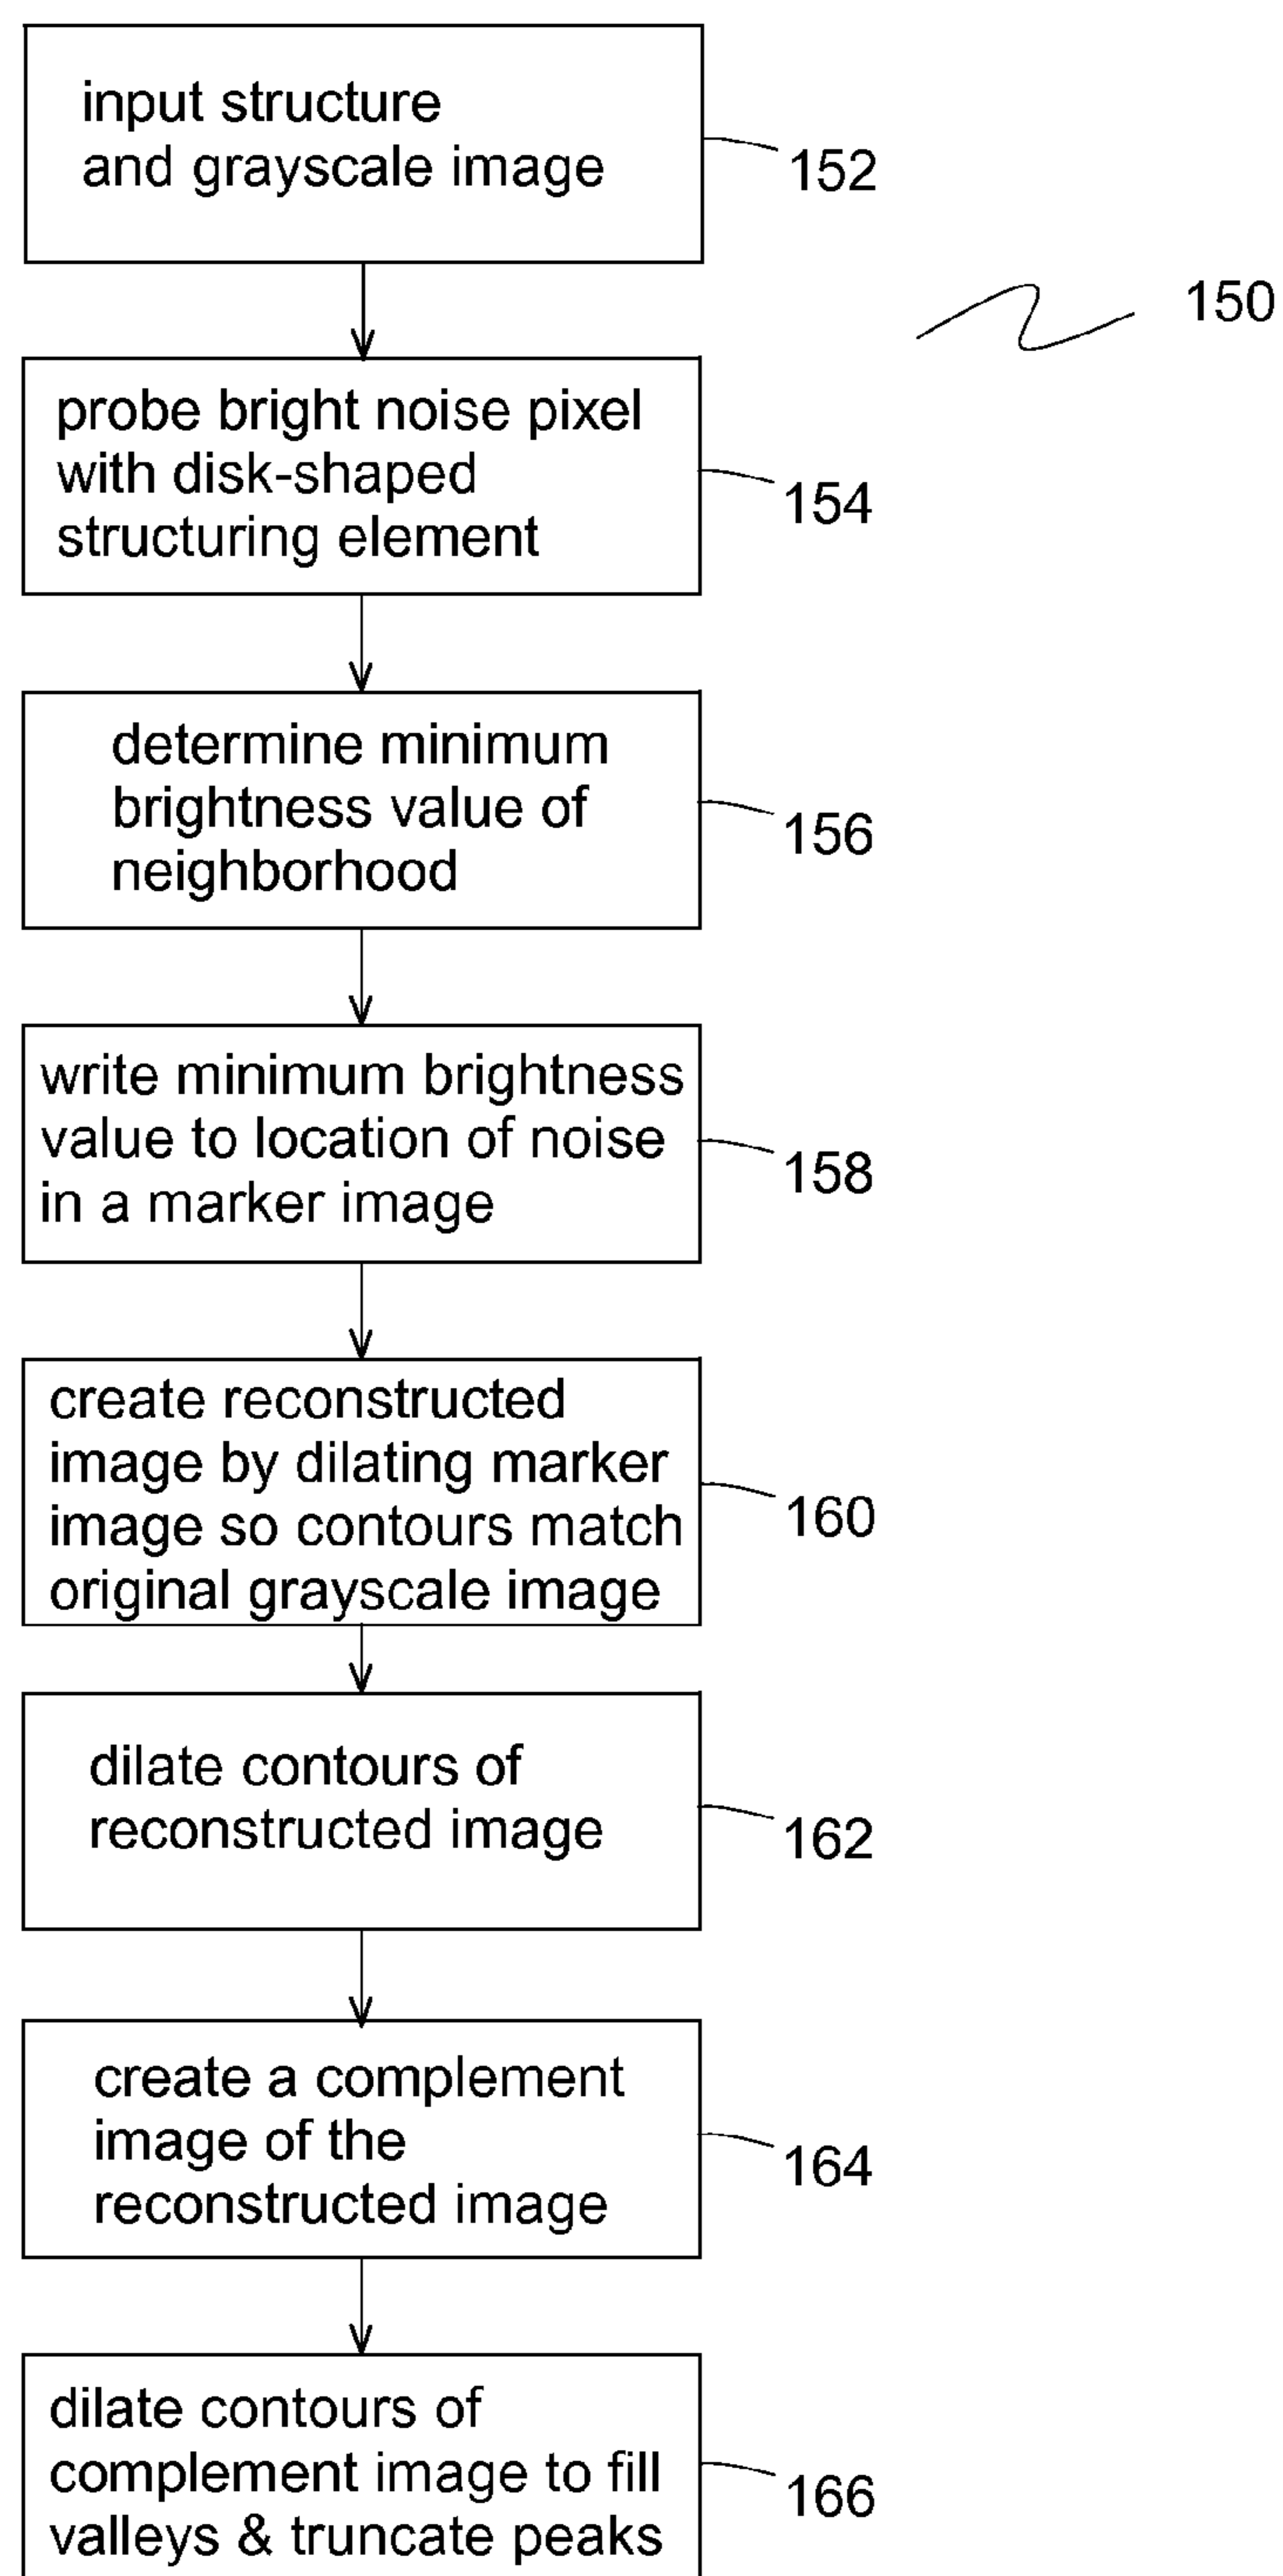 input structure
and grayscale image
152
150
probe bright noise pixel
with disk-shaped
structuring element
154
determine minimum
brightness value of
neighborhood
156
write minimum brightness
value to location of noise
in a marker image
158
create reconstructed
image by dilating marker
image so contours match
original grayscale image
160
dilate contours of
reconstructed image
162
create a complement
image of the
reconstructed image
164
dilate contours of
complement image to fill
valleys & truncate peaks
166